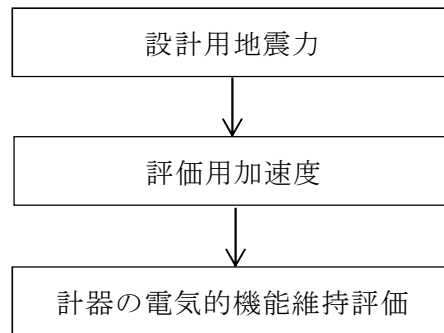 設計用地震力
評価用加速度
計器の電気的機能維持評価